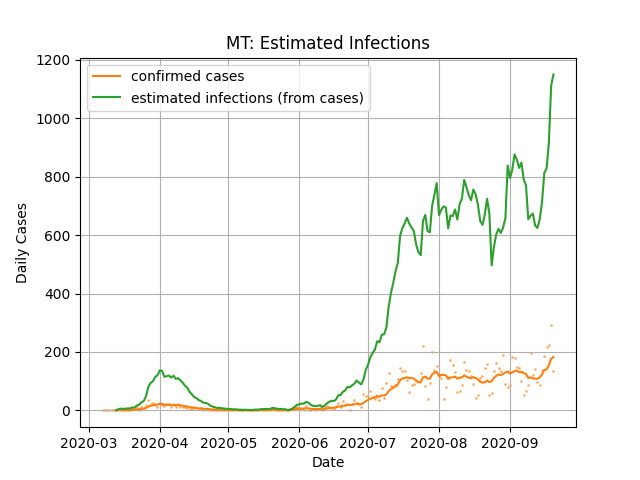 MT: Estimated Infections
confirmed cases
estimated infections (from cases)
1200
1000
800
600
400
200
0
Daily Cases
2020-03 2020-04 2020-05 2020-06 2020-07 2020-08 2020-09
Date